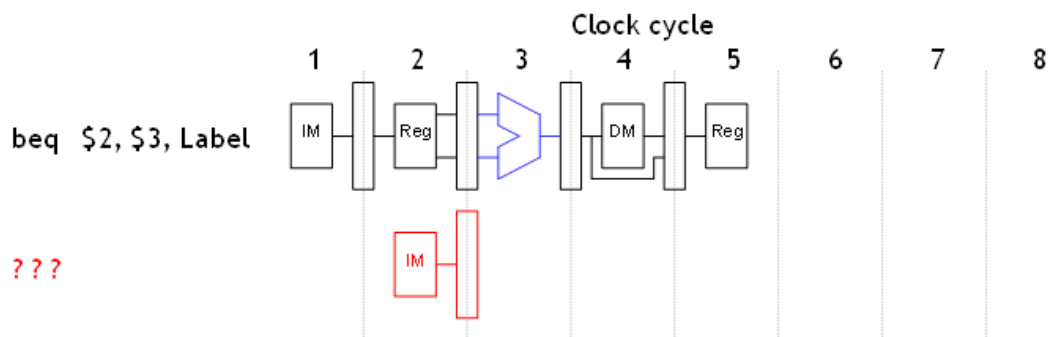 Clock cycle
1 2 3 4 5 6 7 8
beq $2, $3, Label IM Reg DM Reg
? ? ? IM